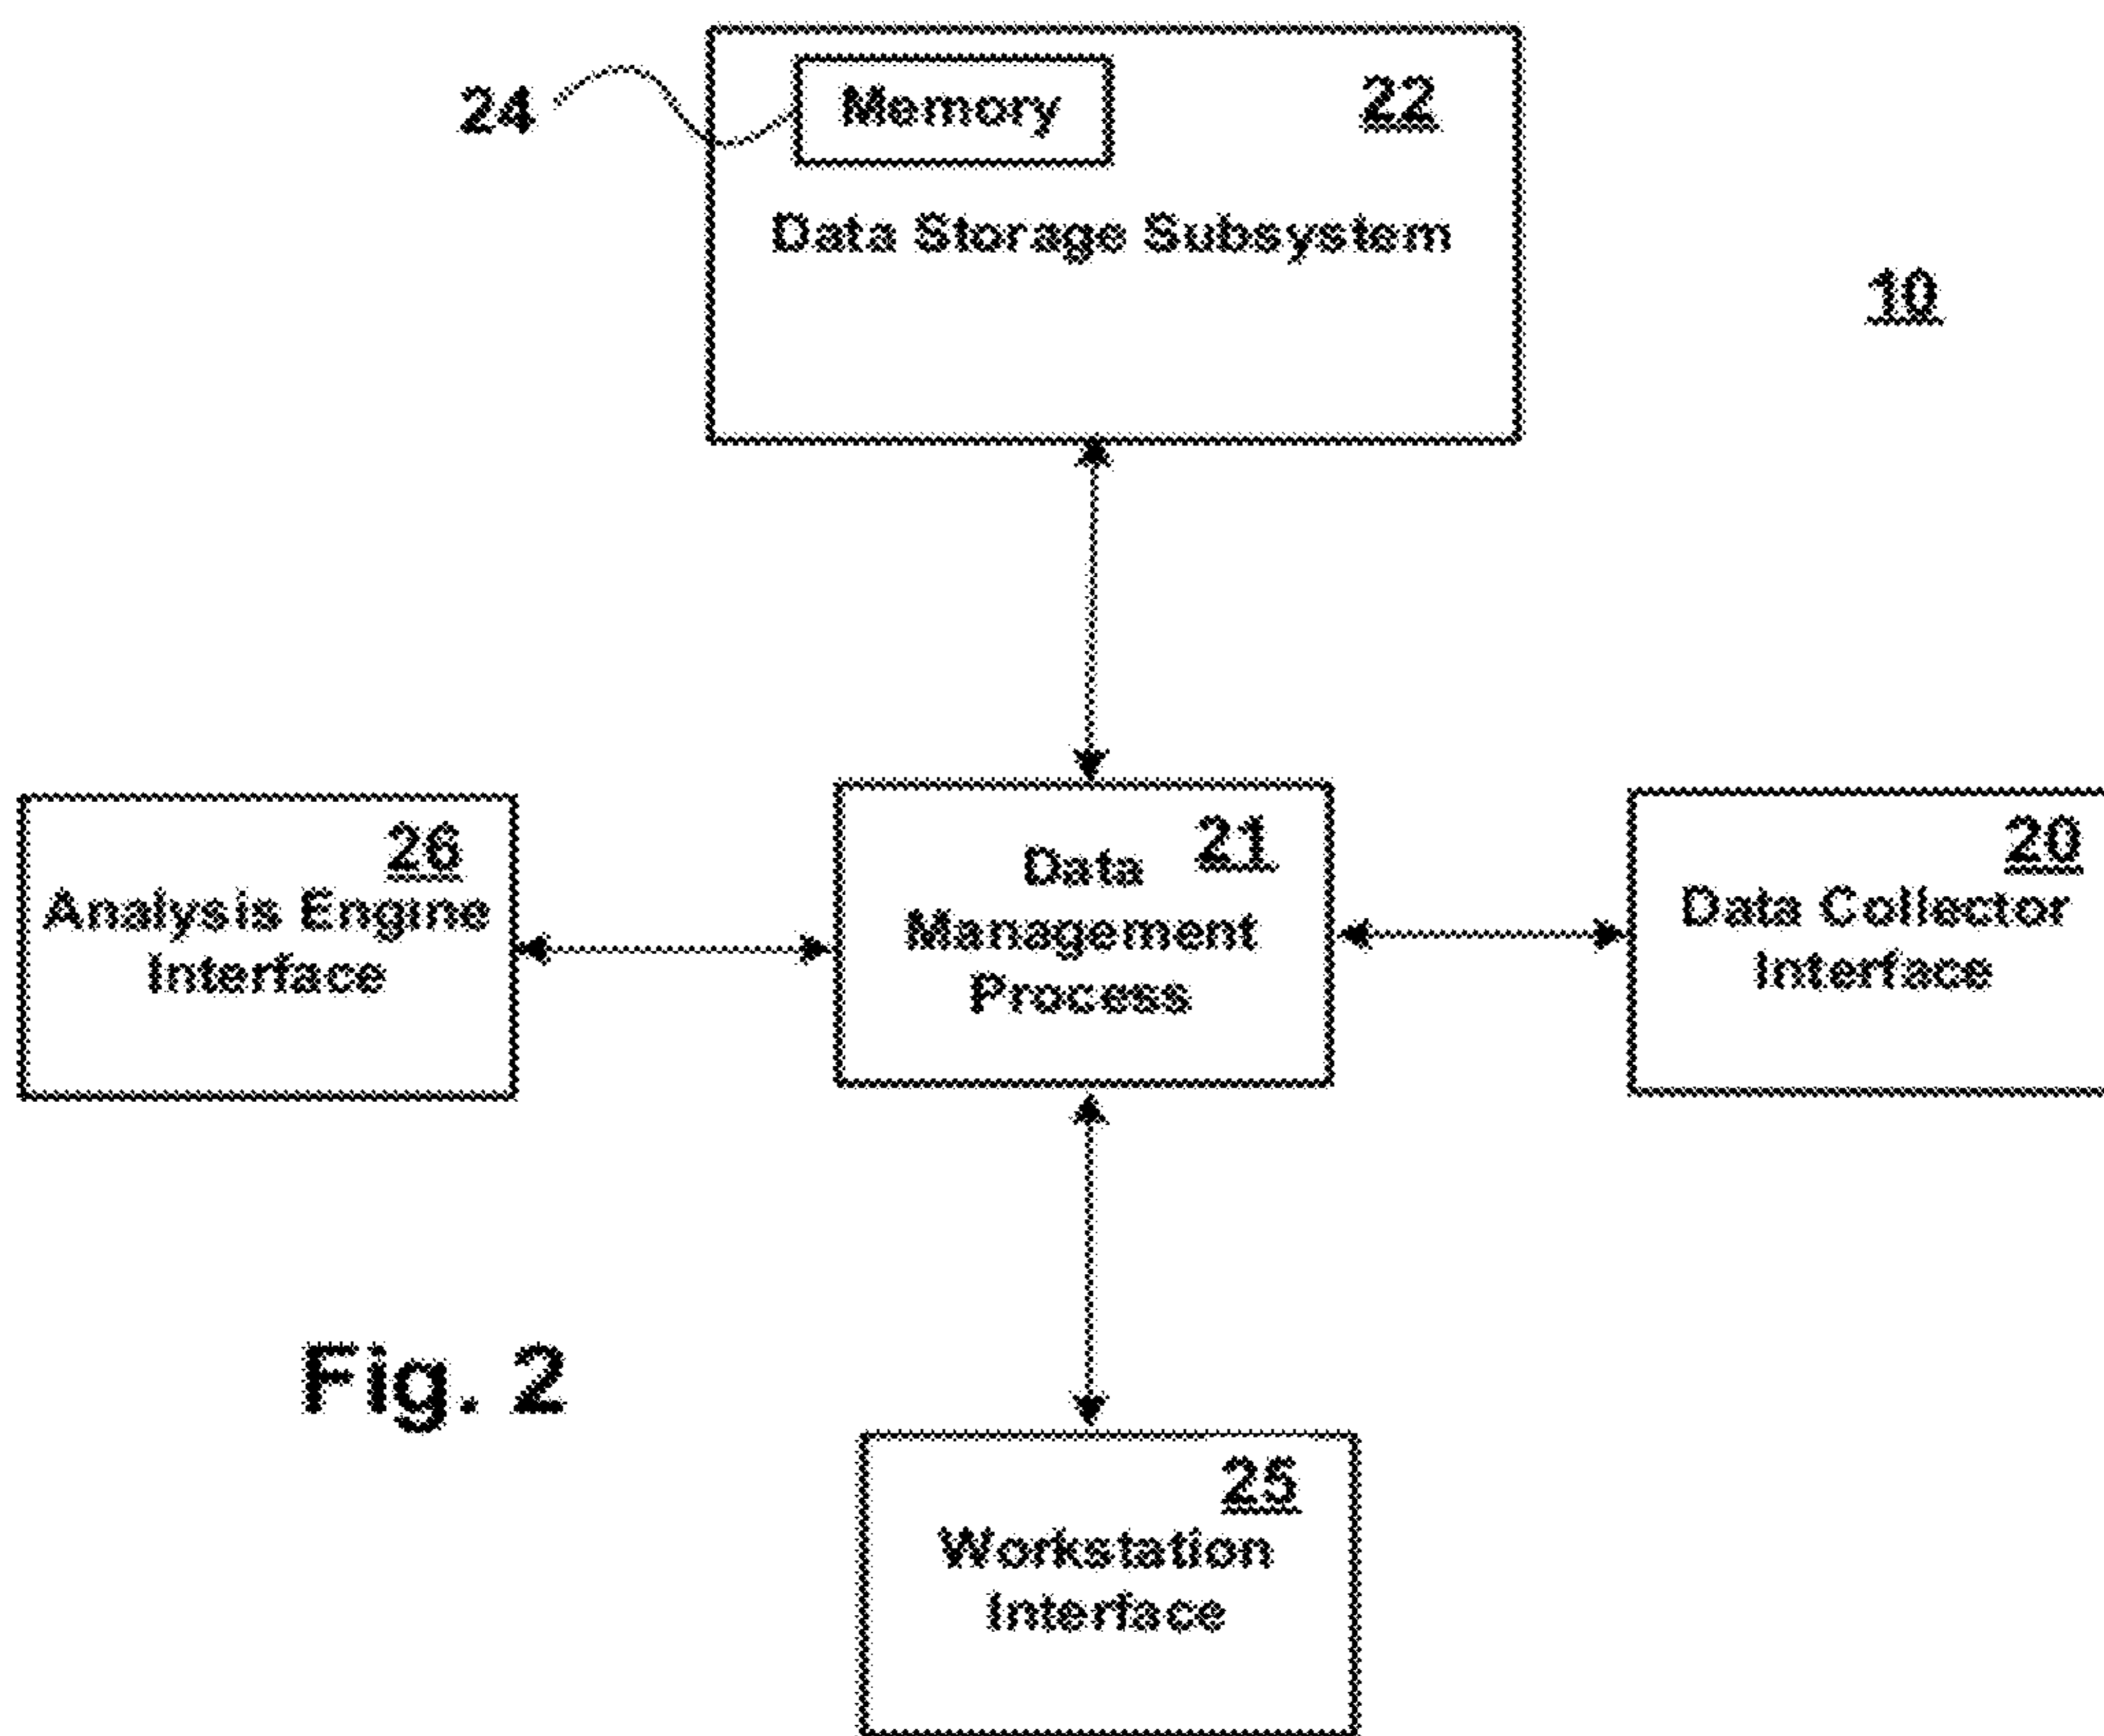 24
Memory
22
Data Storage Subsystem
10
26
Analysis Engine
Interface
21
Data
Management
Process
20
Data Collector
Interface
Fig. 2
25
Workstation
Interface